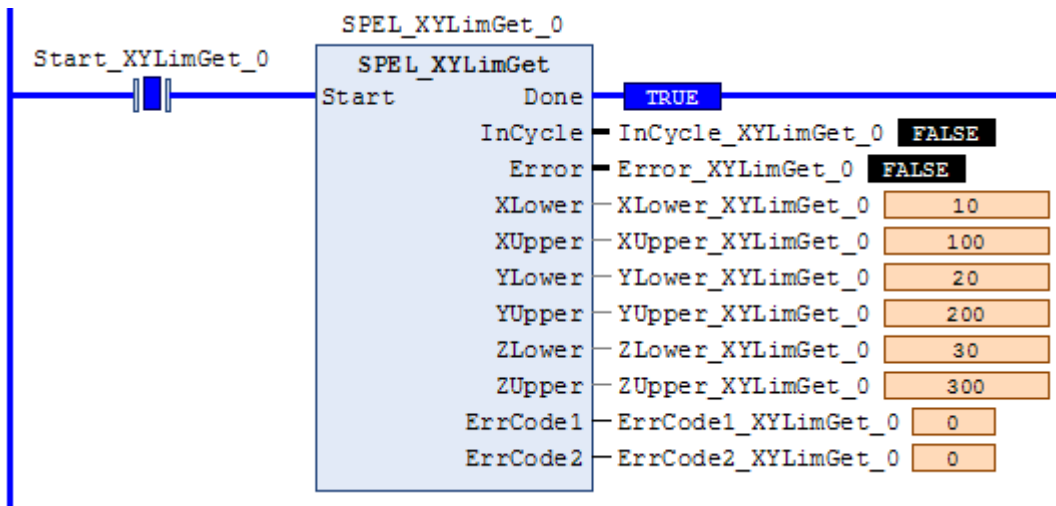 SPEL_XYLimGet_0
Start_XYLimGet_0
SPEL_XYLimGet
Start Done TRUE
InCycle InCycle_XYLimGet_0 FALSE
Error Error_XYLimGet_0 FALSE
XLower XLower_XYLimGet_0 10
XUpper XUpper_XYLimGet_0 100
YLower YLower_XYLimGet_0 20
YUpper YUpper_XYLimGet_0 200
ZLower ZLower_XYLimGet_0 30
ZUpper ZUpper_XYLimGet_0 300
ErrCode1 ErrCode1_XYLimGet_0 0
ErrCode2 ErrCode2_XYLimGet_0 0